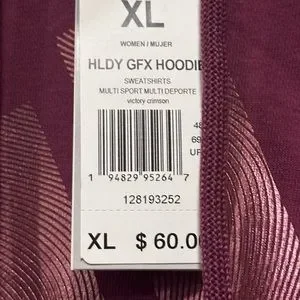 XL
WOMEN / MUJER
HLDY GFX HOODIE
SWEATSHIRTS
MULTI SPORT MULTI DEPORTE
victory crimson
1 94829 95264 7
128193252
XL $ 60.0